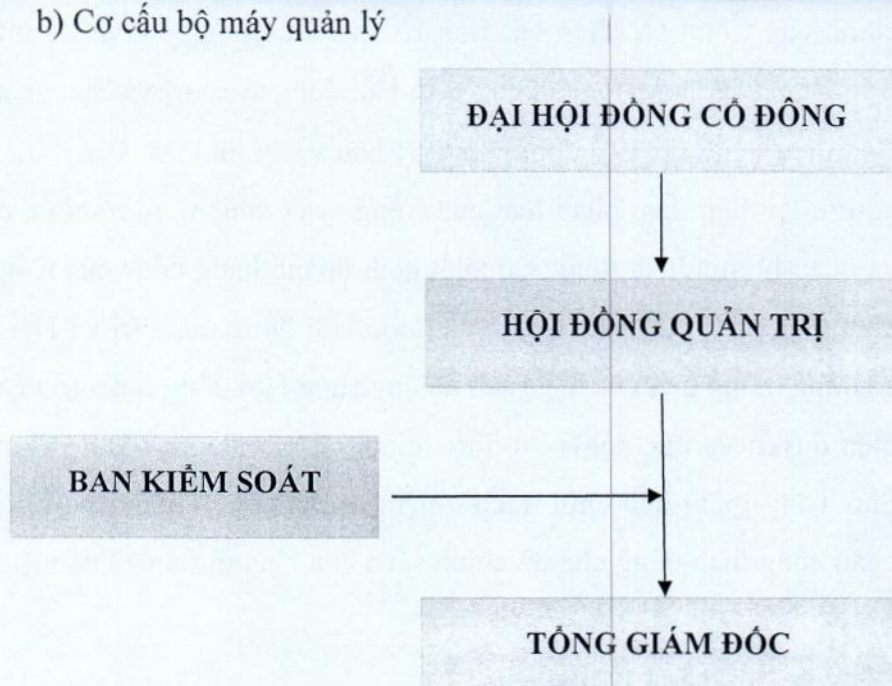 b) Cơ cấu bộ máy quản lý
ĐẠI HỘI ĐỒNG CỔ ĐÔNG
HỘI ĐỒNG QUẢN TRỊ
BAN KIỂM SOÁT
TỔNG GIÁM ĐỐC